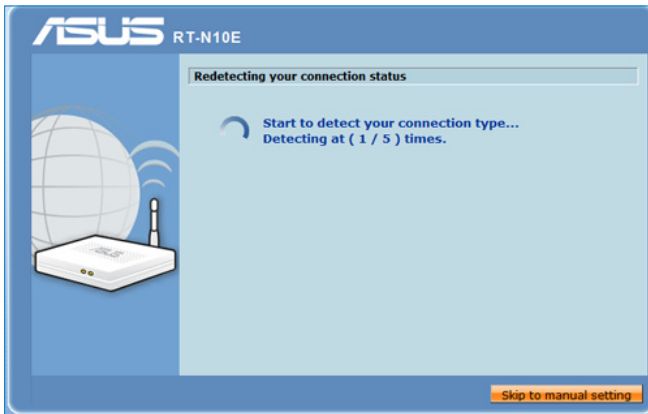 ASUS RT-N10E
Redetecting your connection status
Start to detect your connection type...
Detecting at ( 1 / 5 ) times.
ASUS
Skip to manual setting